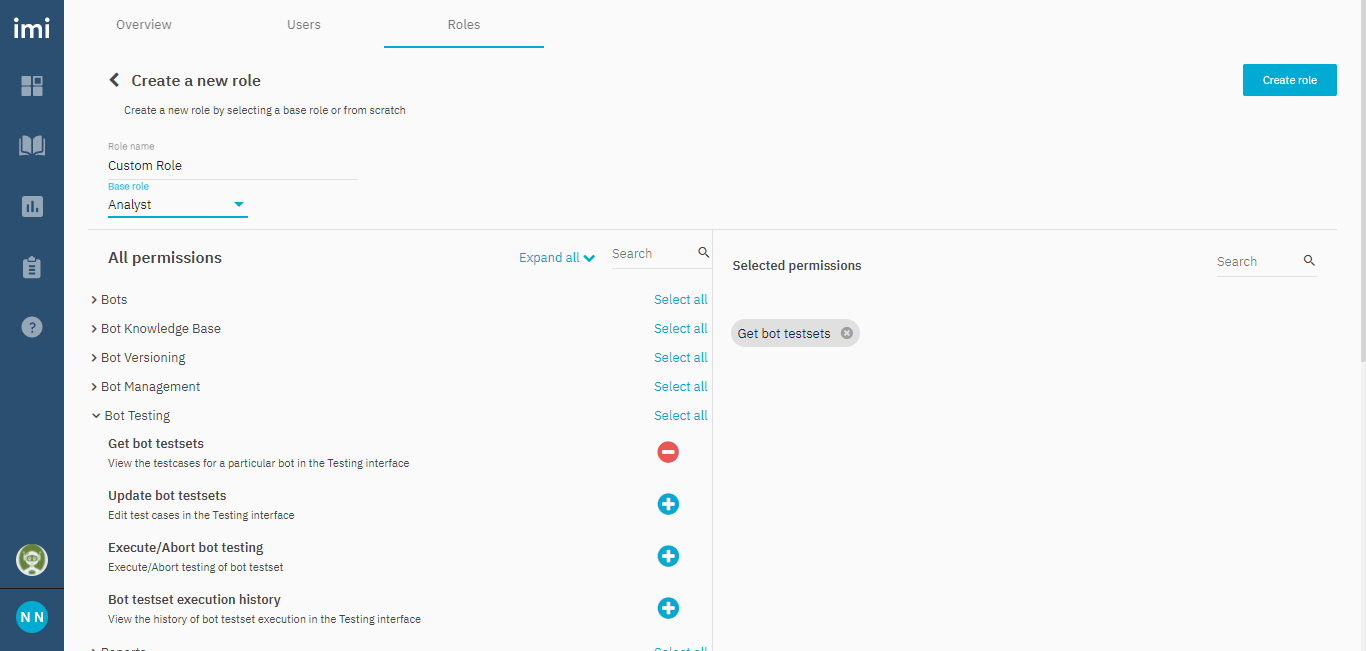 imi
Overview
Users
Roles
Create a new role
Create role
Create a new role by selecting a base role or from scratch
Role name
Custom Role
Base role
Analyst
All permissions
Expand all
Search
Bots
Select all
Bot Knowledge Base
Select all
Bot Versioning
Select all
Bot Management
Select all
Bot Testing
Select all
Get bot testsets
View the testcases for a particular bot in the Testing interface
Update bot testsets
Edit test cases in the Testing interface
Execute/Abort bot testing
Execute/Abort testing of bot testset
Bot testset execution history
View the history of bot testset execution in the Testing interface
Reports
Select all
Selected permissions
Search
Get bot testsets
?
N N